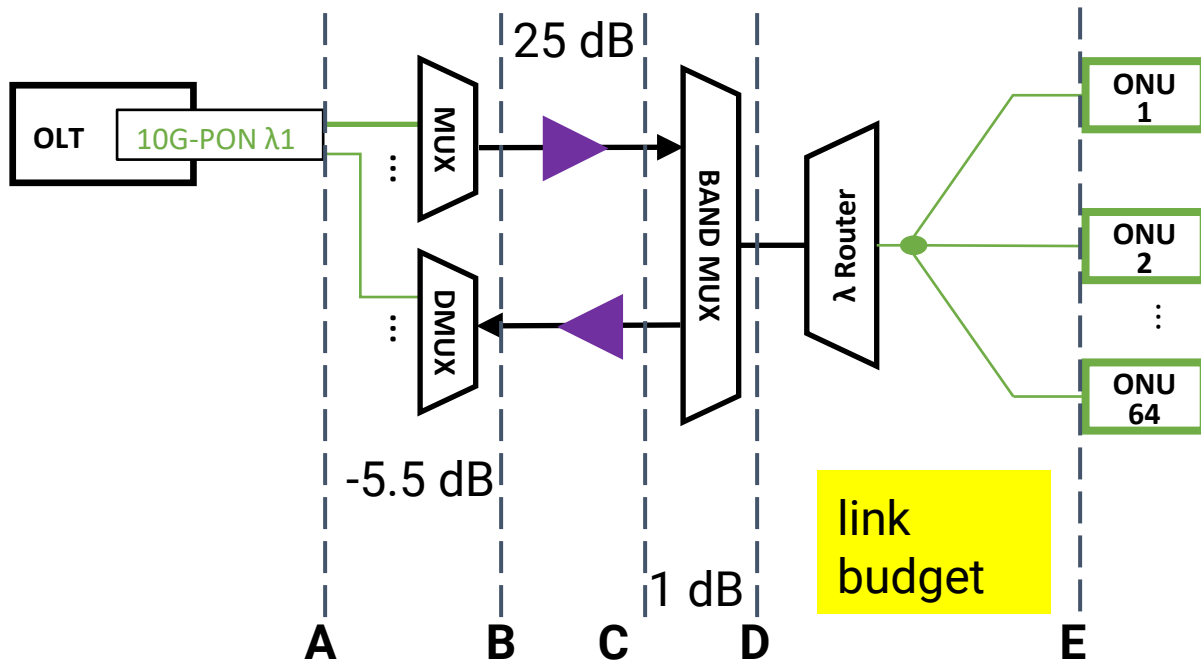 25 dB
OLT
10G-PON λ1
MUX
...
DMUX
...
BAND MUX
λ Router
ONU
1
ONU
2
...
ONU
64
-5.5 dB
link
budget
1 dB
A
B
C
D
E